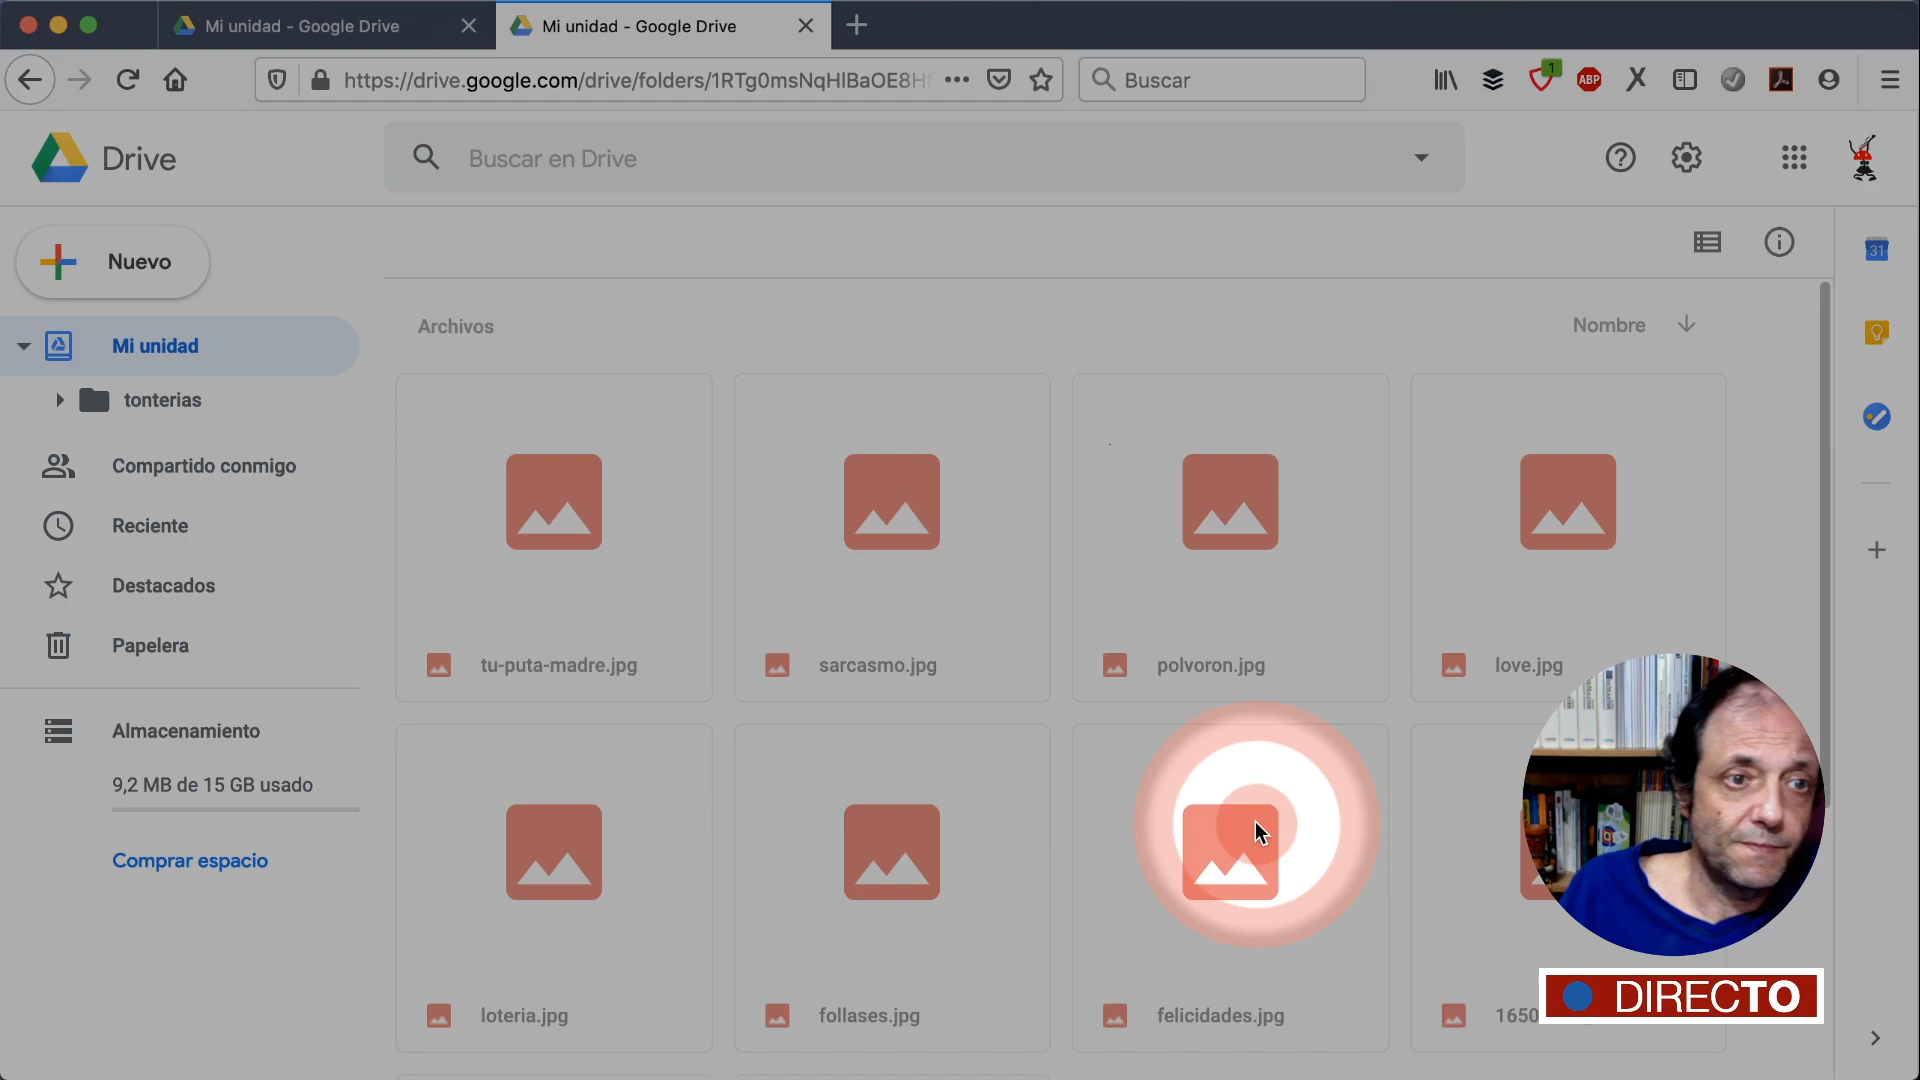 Mi unidad - Google Drive
Mi unidad - Google Drive
https://drive.google.com/drive/folders/1RTg0msNqHlBaOE8H
Buscar
1
ABP
Drive
Buscar en Drive
Nuevo
31
Archivos
Nombre
Mi unidad
tonterias
Compartido conmigo
Reciente
Destacados
Papelera
tu-puta-madre.jpg
sarcasmo.jpg
polvoron.jpg
love.jpg
Almacenamiento
9,2 MB de 15 GB usado
Comprar espacio
loteria.jpg
follases.jpg
felicidades.jpg
1650
DIRECTO